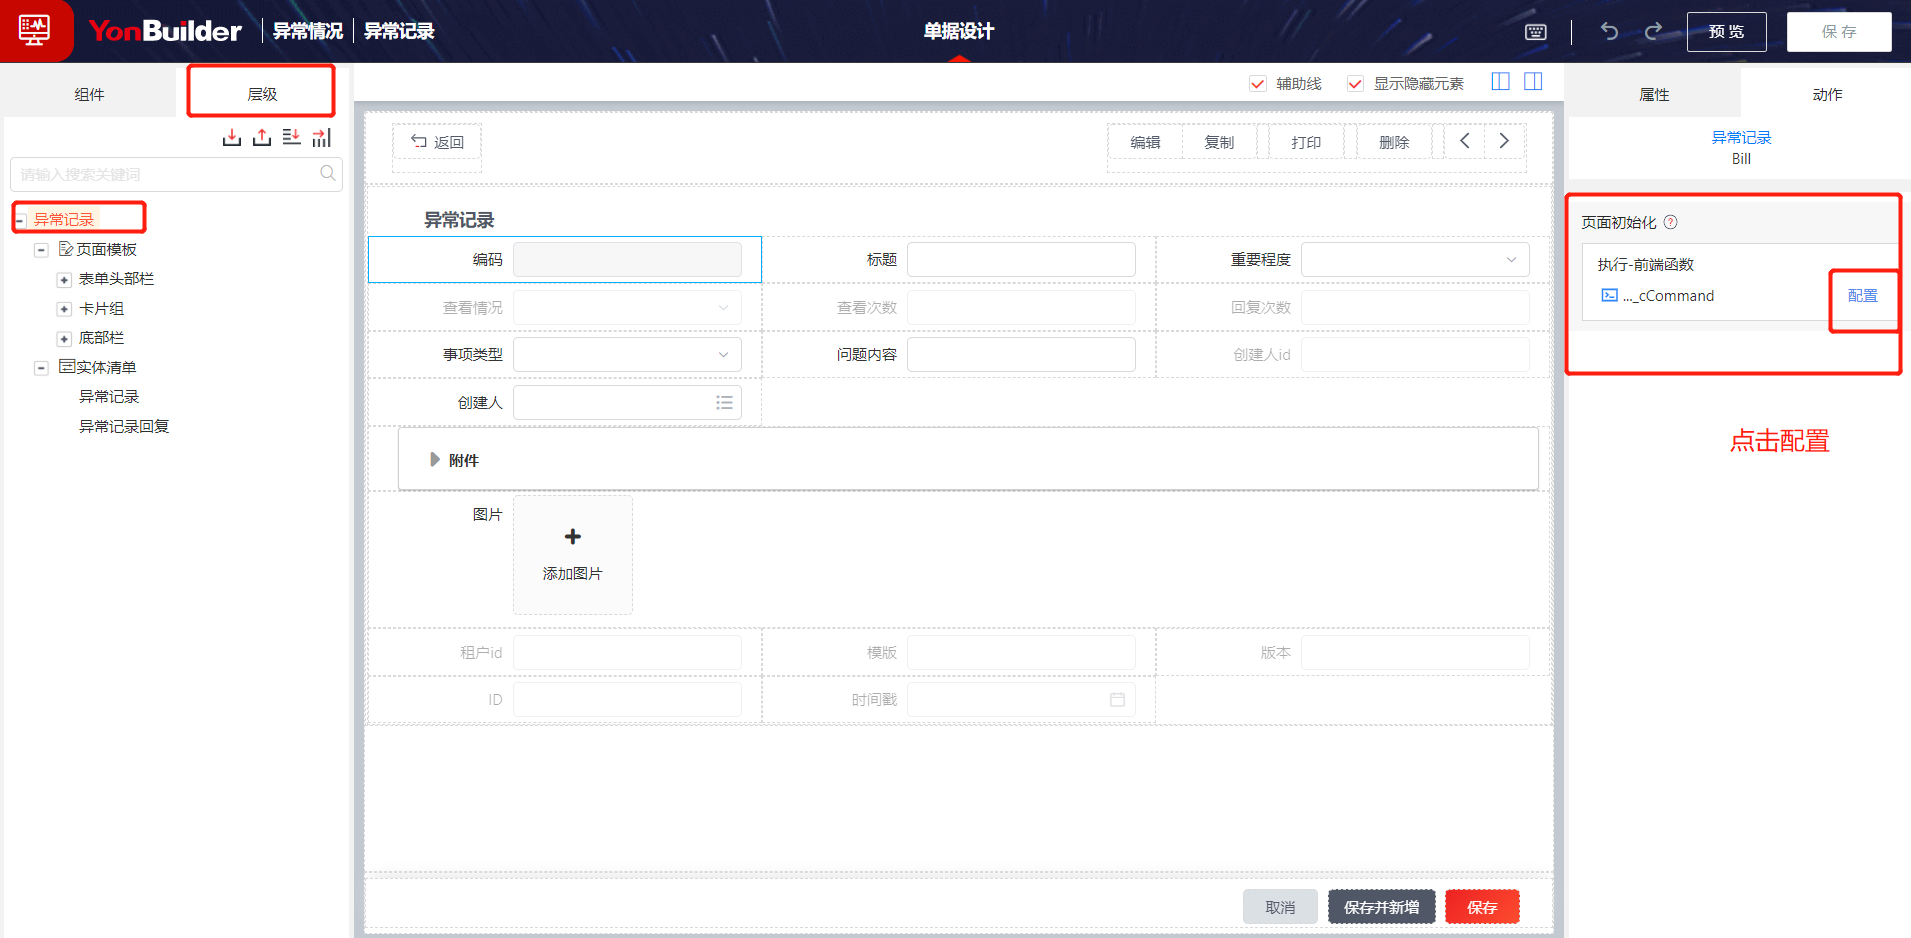 YonBuilder 异常情况 异常记录 单据设计 预览 保存
组件 层级
请输入搜索关键词
异常记录
页面模板
表单头部栏
卡片组
底部栏
实体清单
异常记录
异常记录回复
辅助线 显示隐藏元素
返回 编辑 复制 打印 删除
异常记录
编码 标题 重要程度
查看情况 查看次数 回复次数
事项类型 问题内容 创建人id
创建人
附件
图片
添加图片
租户id 模版 版本
ID 时间戳
取消 保存并新增 保存
属性 动作
异常记录
Bill
页面初始化
执行-前端函数
..._cCommand 配置
点击配置